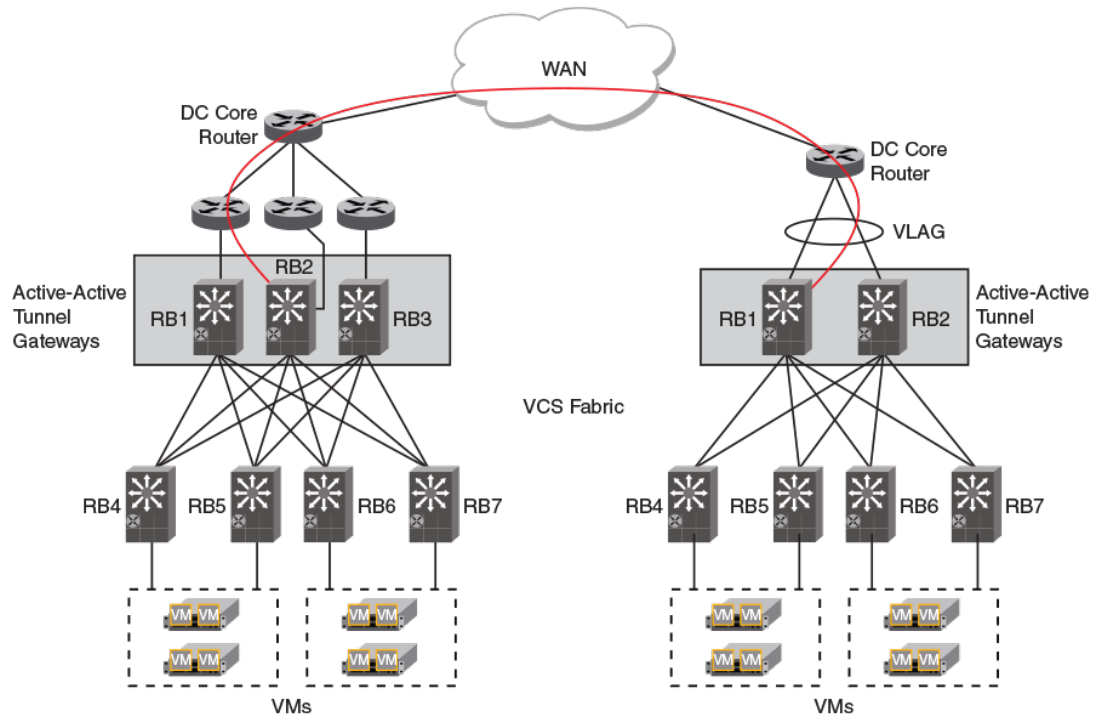 WAN
DC Core
Router
DC Core
Router
VLAG
RB2
Active-Active
Tunnel
Gateways
RB1
RB3
RB1
RB2
Active-Active
Tunnel
Gateways
VCS Fabric
RB4
RB5
RB6
RB7
RB4
RB5
RB6
RB7
VM VM
VM VM
VM VM
VM VM
VM VM
VM VM
VM VM
VM VM
VMs
VMs